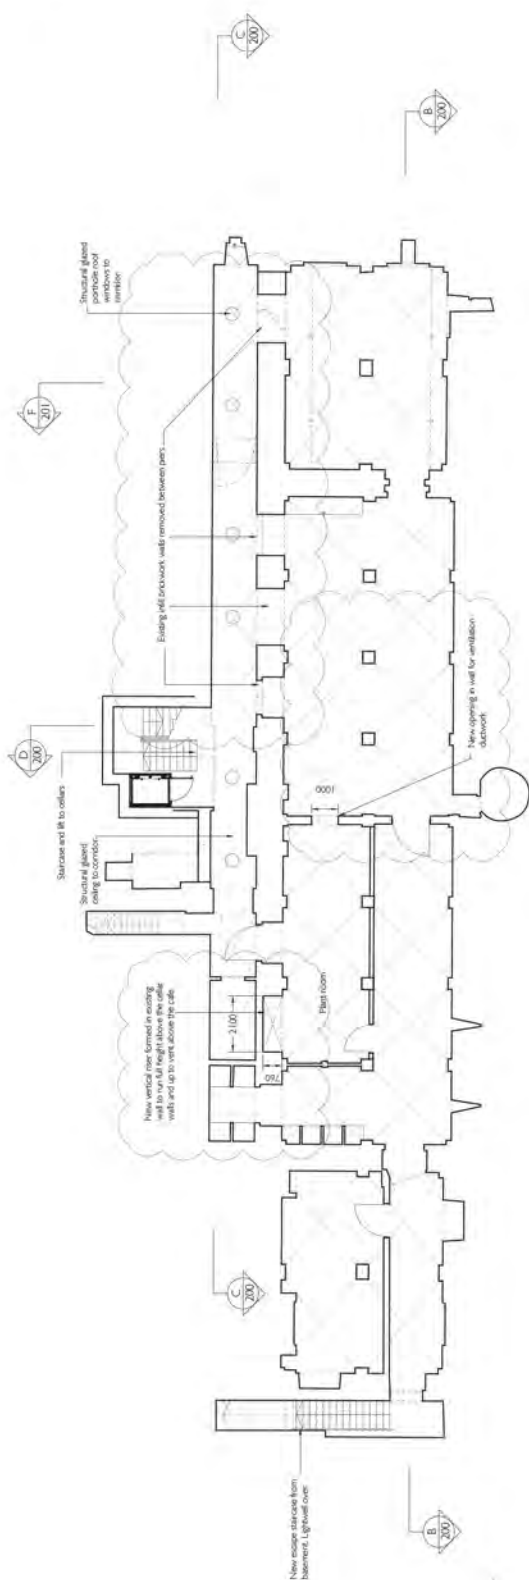 C
200
B
200
Structural glazed
porthole roof
windows to
corridor
F
201
Existing infill brickwork walls removed between piers
D
200
Staircase and lift to cellars
Structural glazed
ceiling to corridor
New opening in wall for ventilation
ductwork
1000
New vertical riser formed in existing
wall to run full height above the cellar
walls and up to vent above the cafe
2100
760
Plant room
C
200
New escape staircase from
basement. Lightwell over
B
200